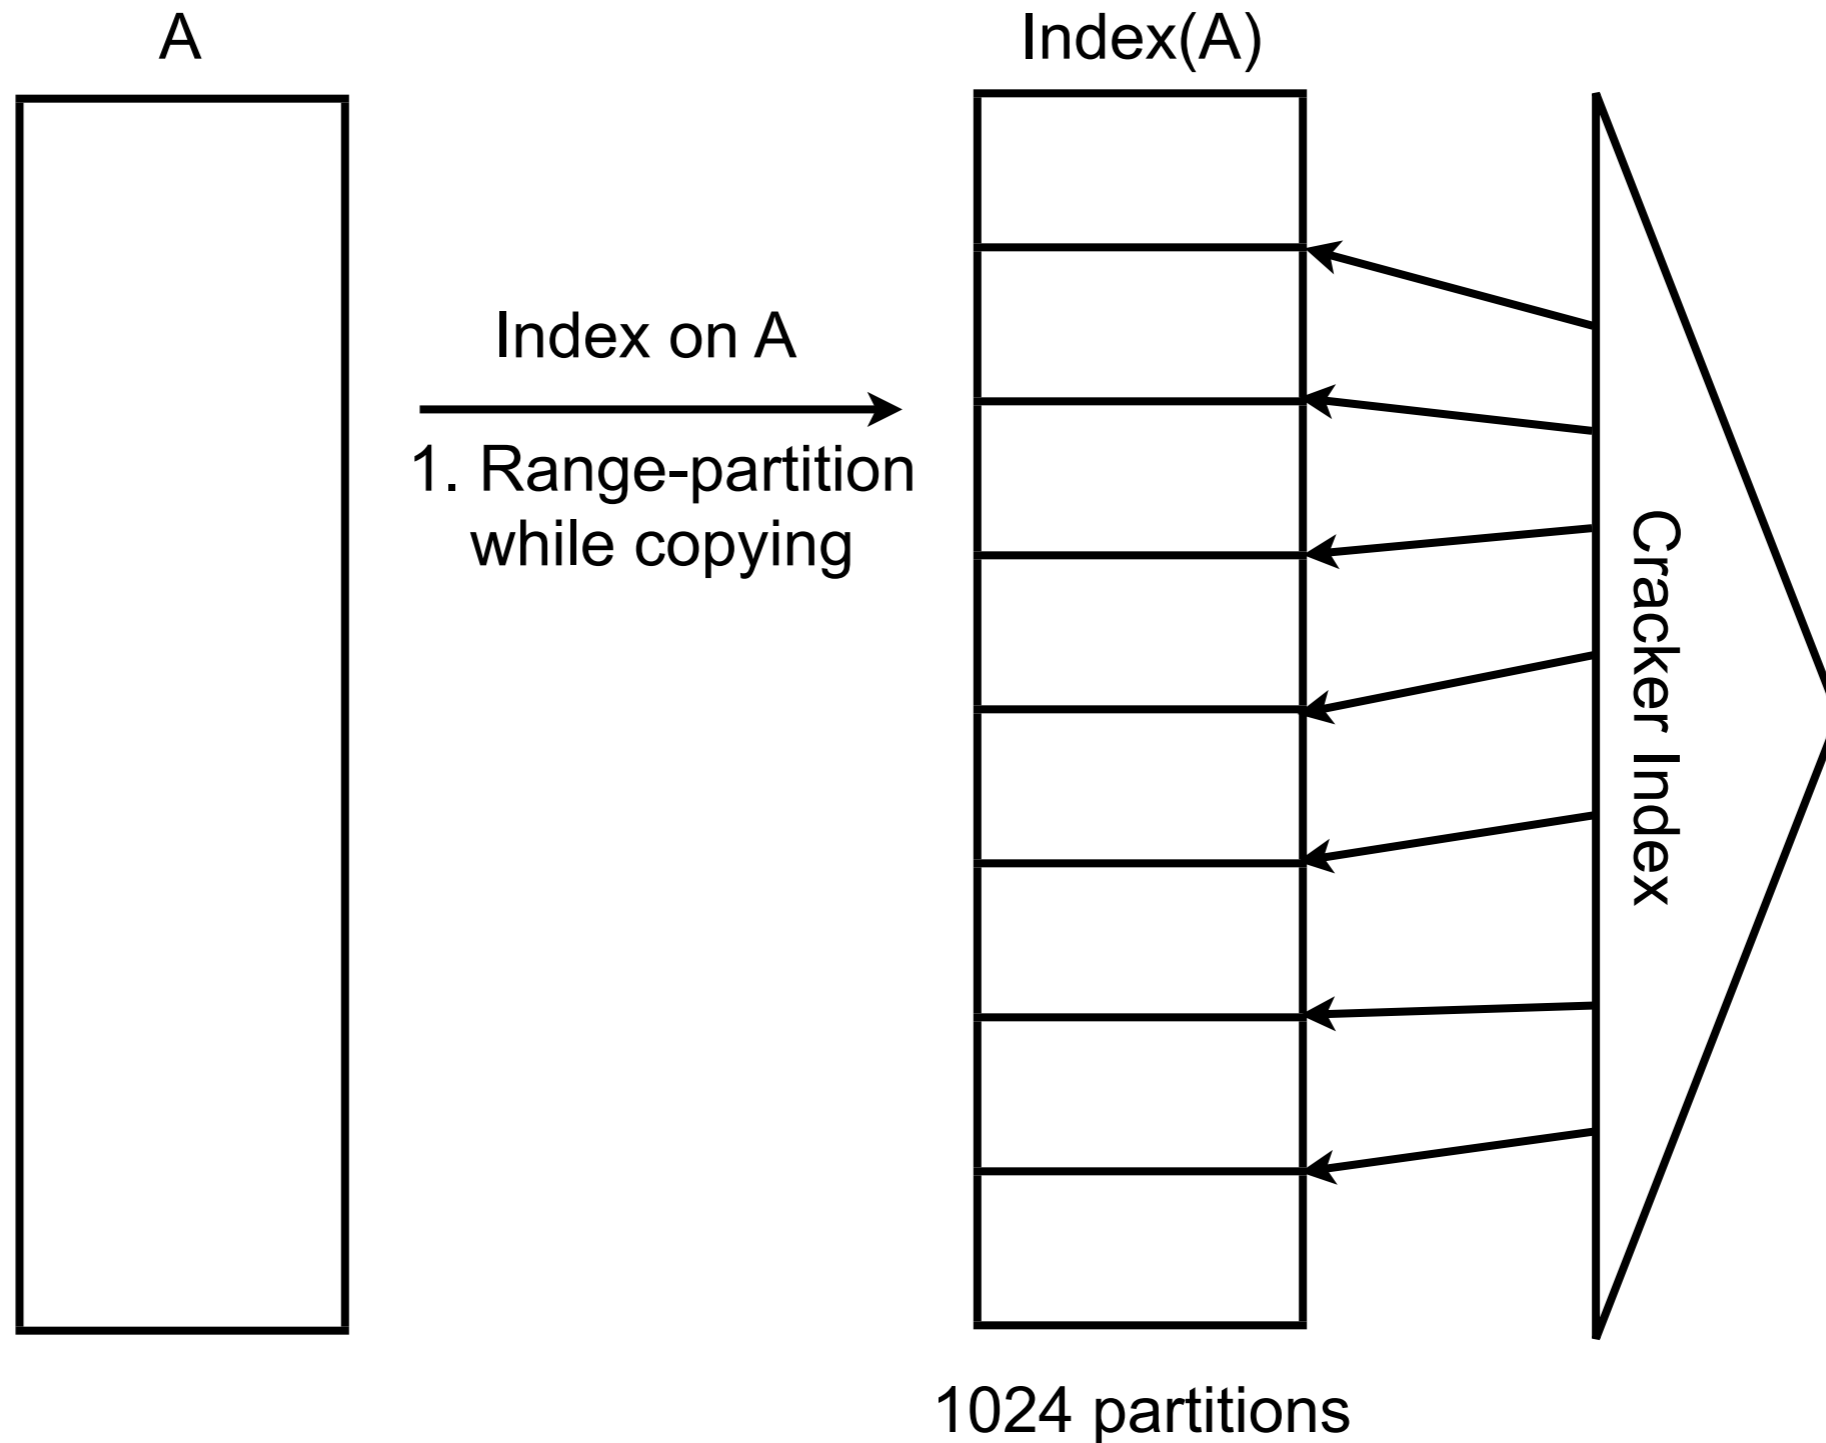 A
Index(A)
Index on A
1. Range-partition
while copying
Cracker Index
1024 partitions